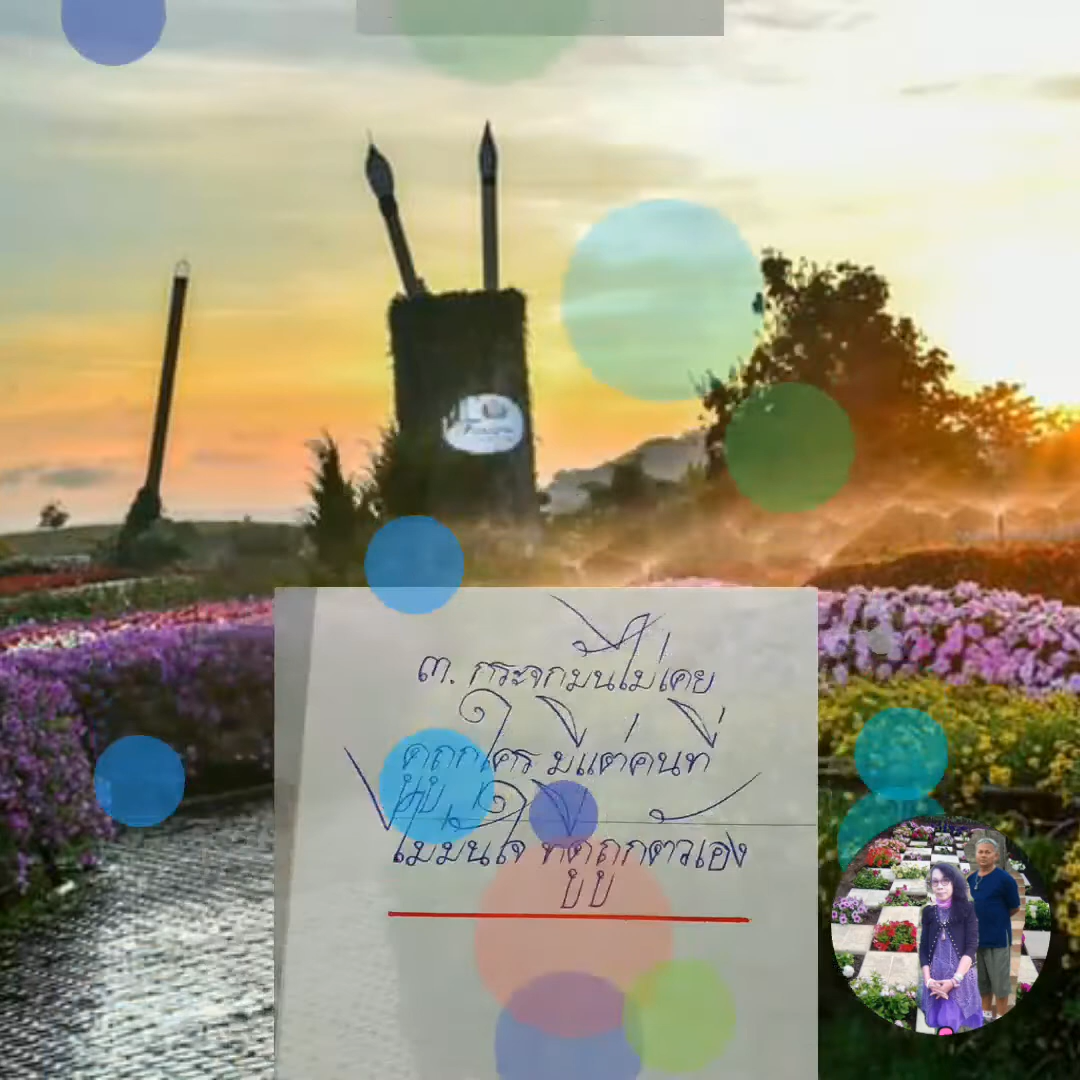 ๓. กระจกมันไม่เคย
ดูถูกใคร มีแต่คนที่
ไม่มั่นใจ ที่ดูถูกตัวเอง